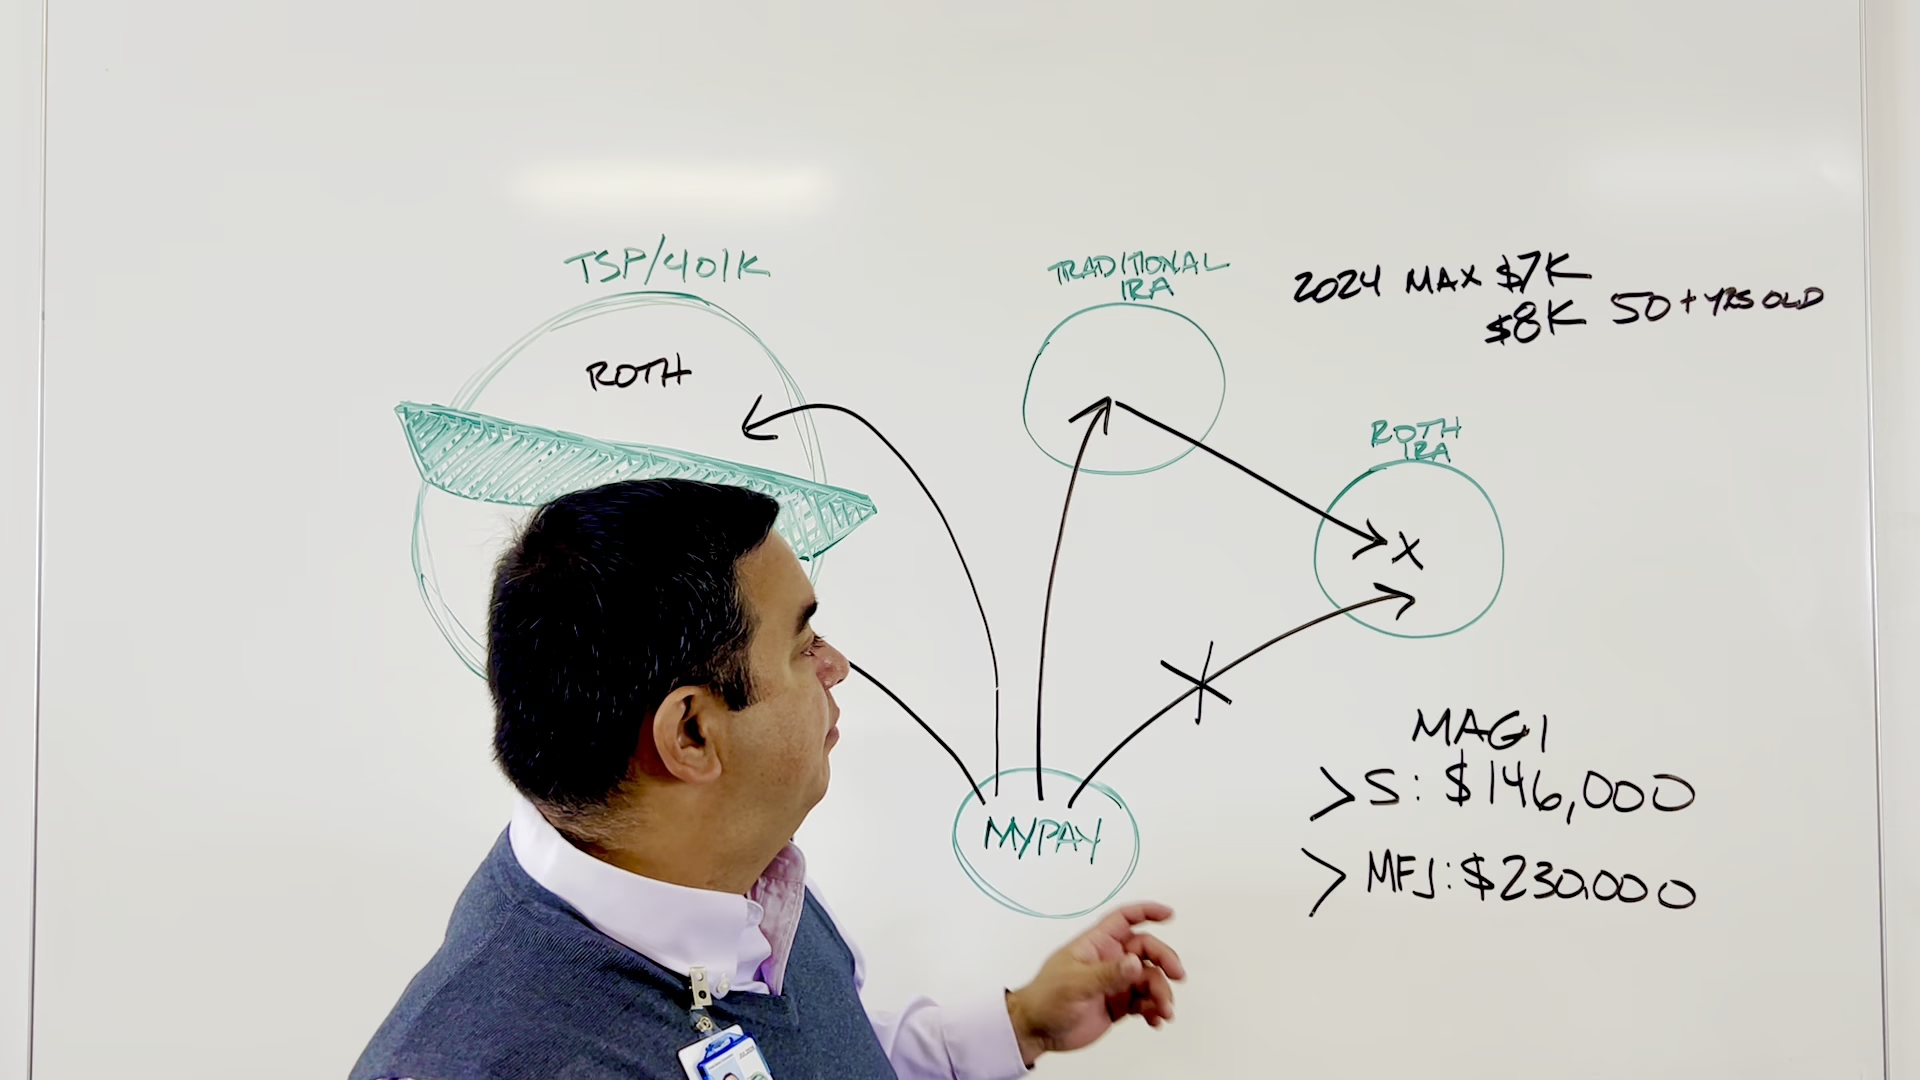 TSP/401K
ROTH
TRADITIONAL
IRA
2024 MAX $7K
$8K 50+ YRS OLD
ROTH
IRA
X
MYPAY
MAGI
>S: $146,000
>MFJ: $230,000